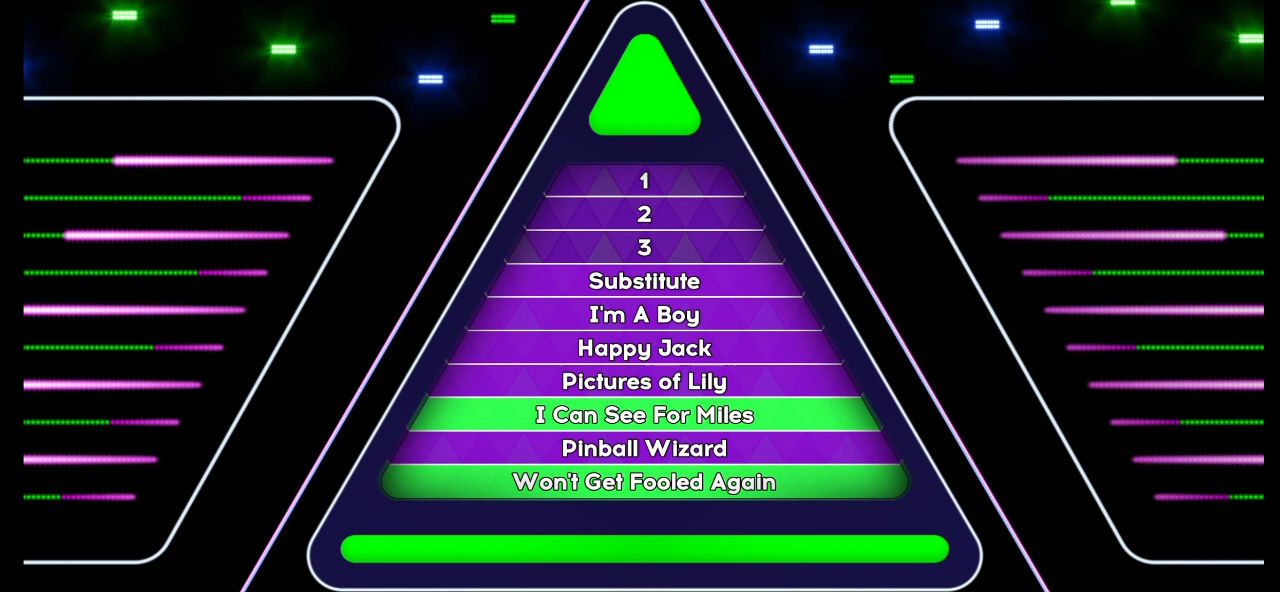 1
2
3
Substitute
I'm A Boy
Happy Jack
Pictures of Lily
I Can See For Miles
Pinball Wizard
Won't Get Fooled Again